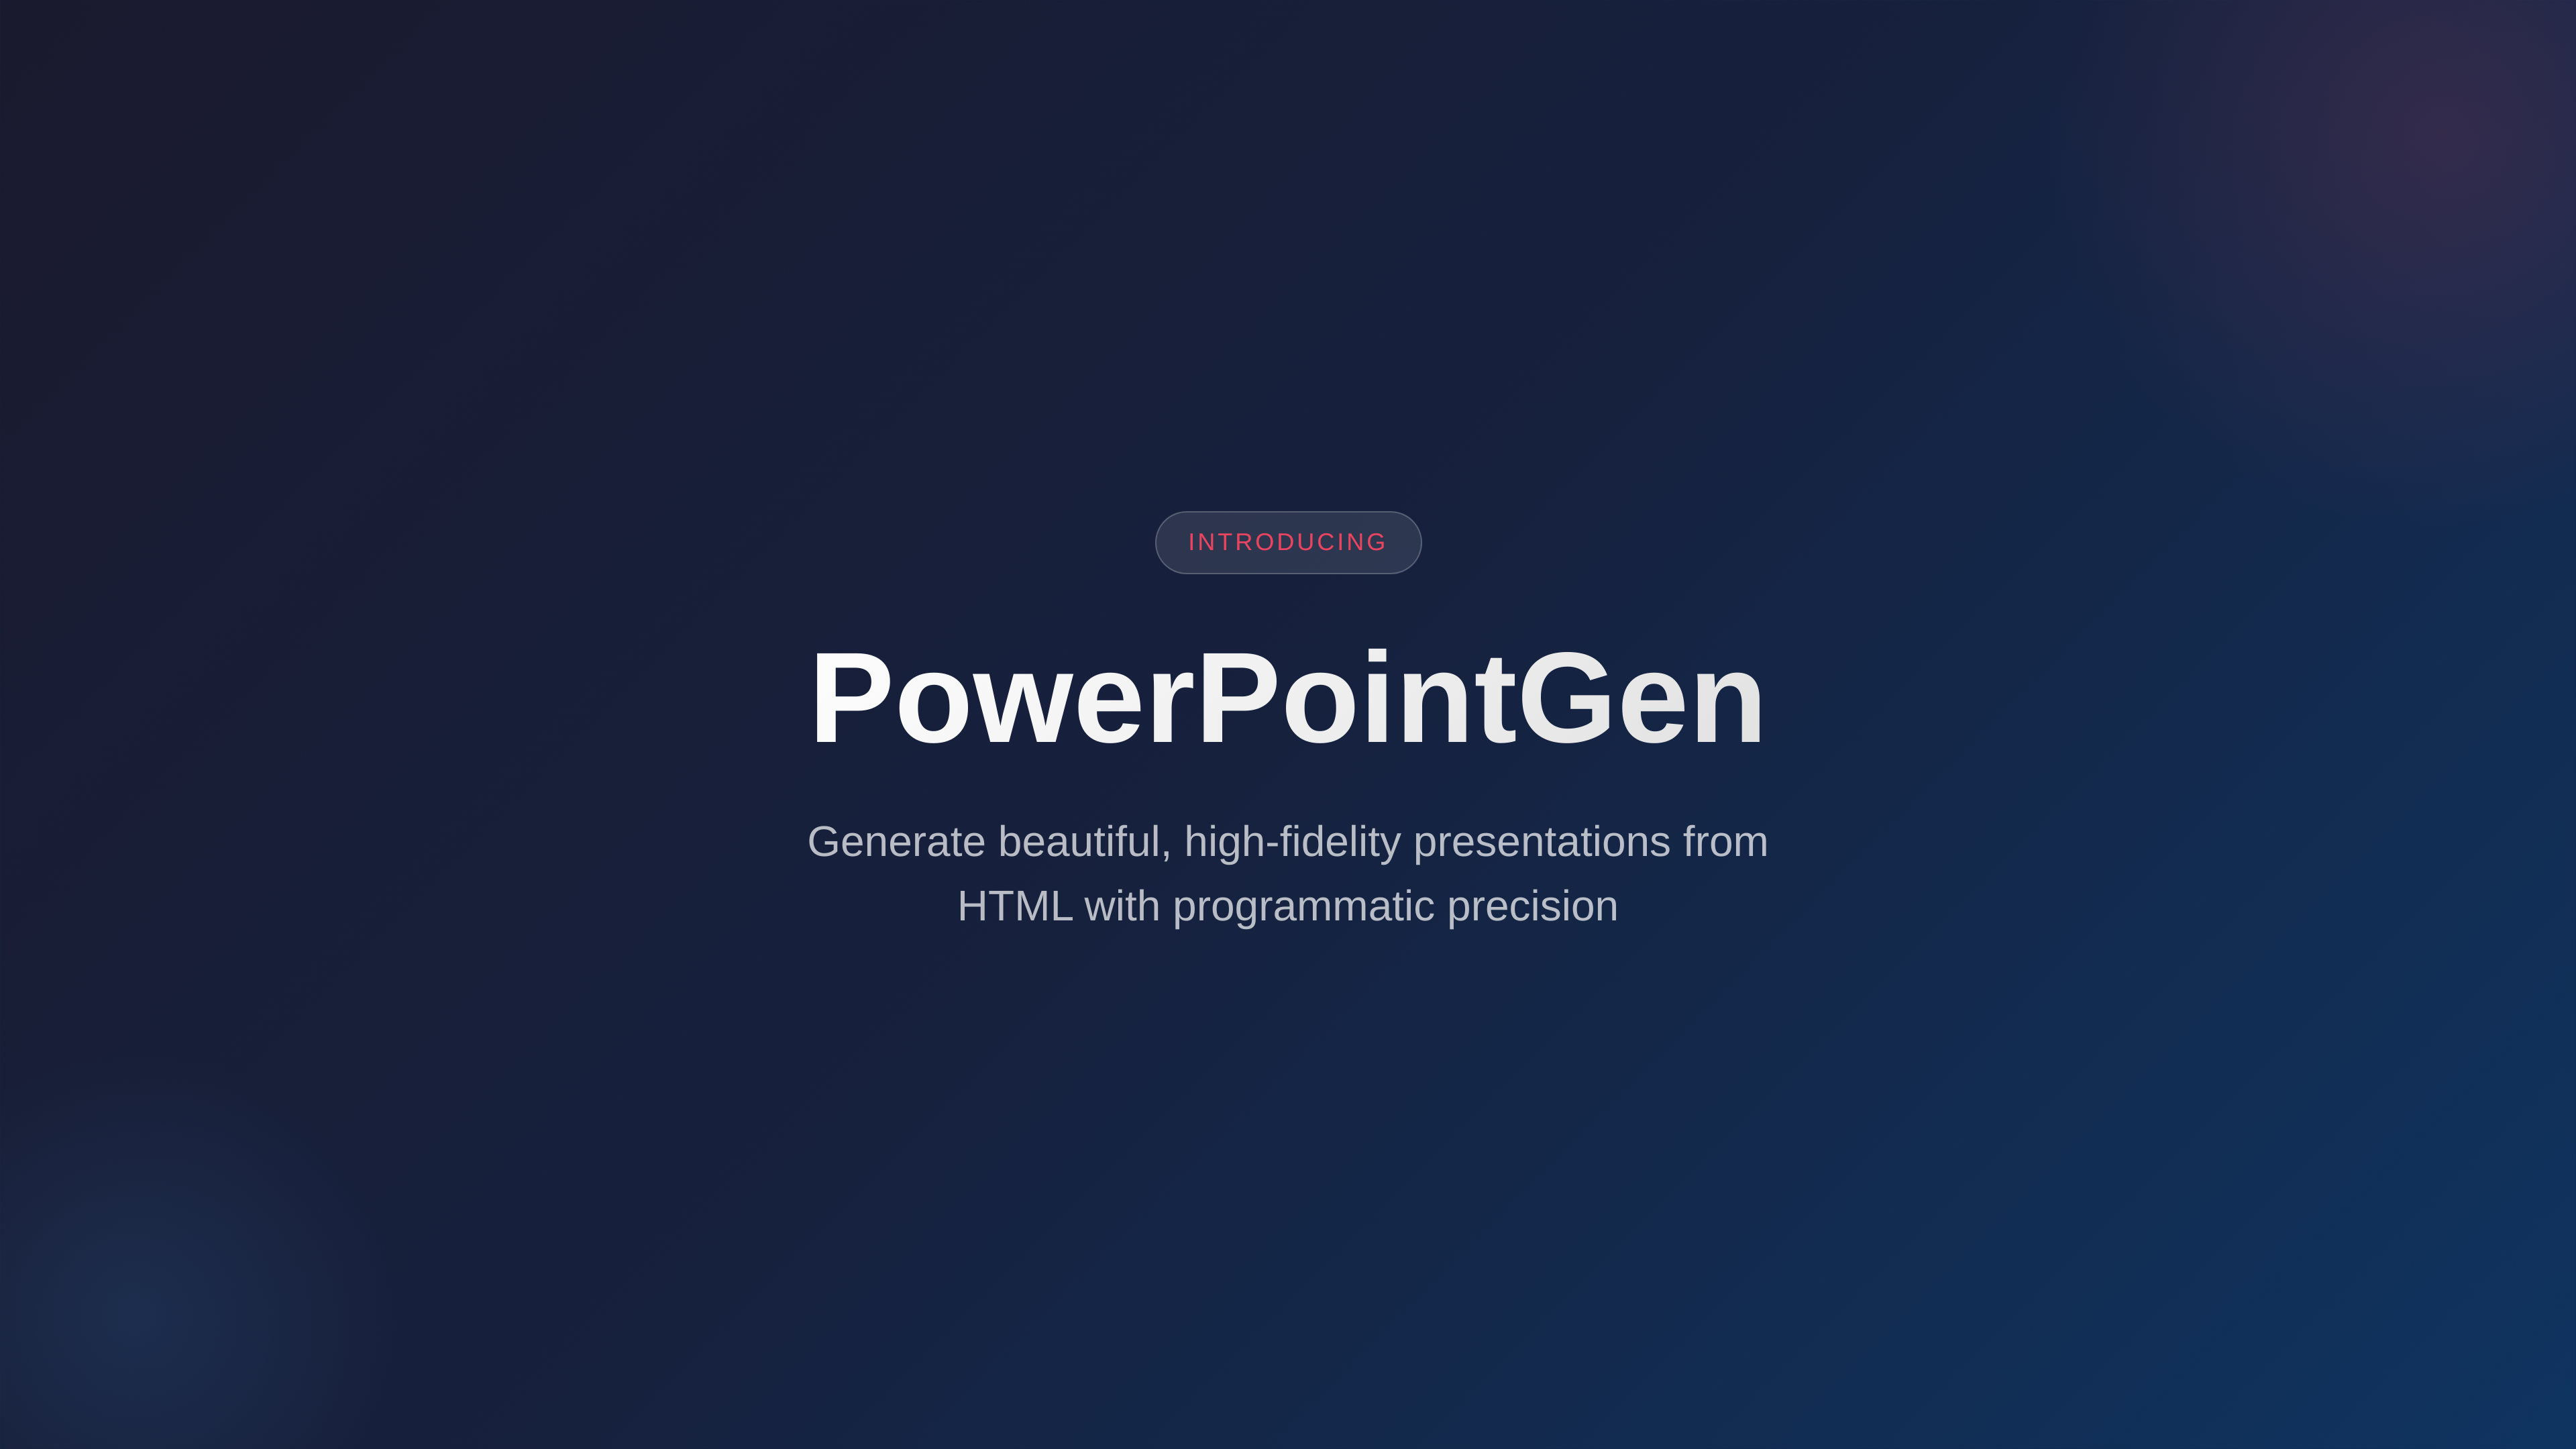 INTRODUCING
PowerPointGen
Generate beautiful, high-fidelity presentations from
HTML with programmatic precision